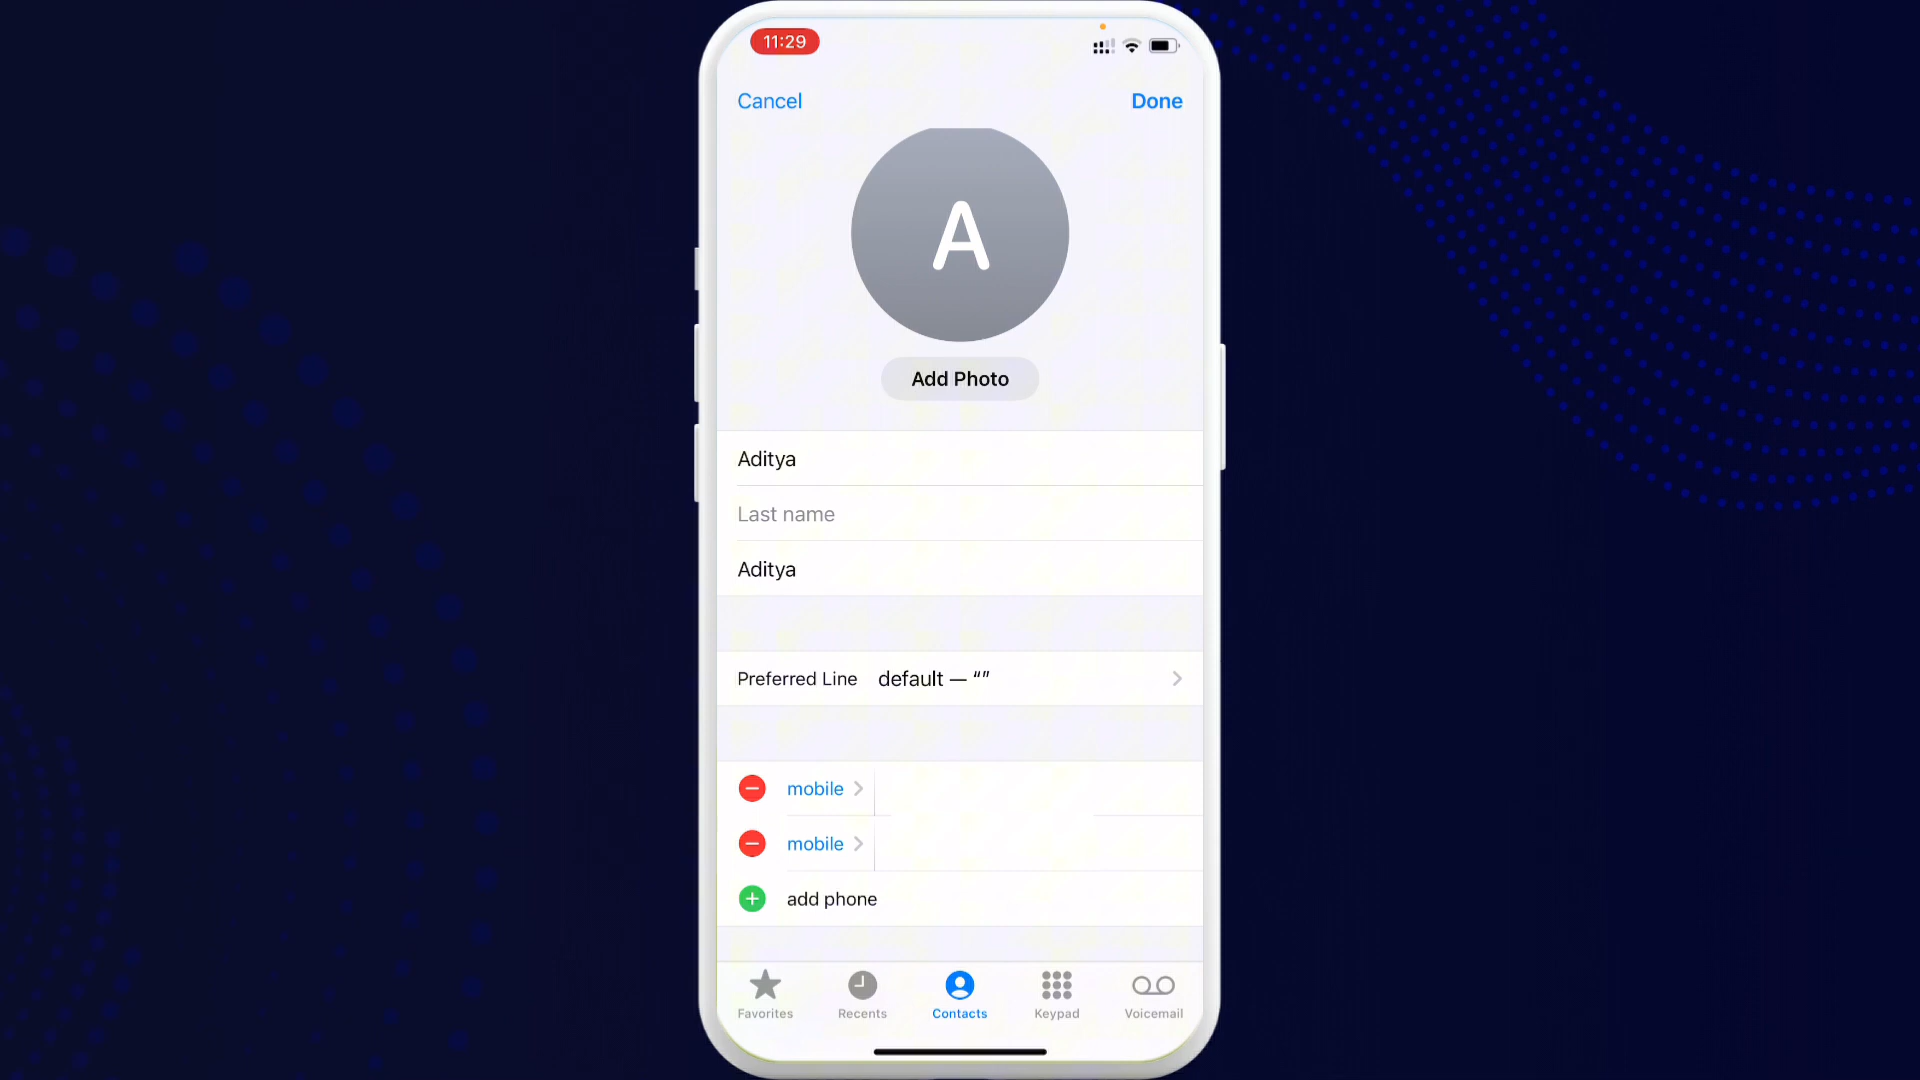 11:29
Cancel
Done
A
Add Photo
Aditya
Last name
Aditya
Preferred Line default — “”
mobile
mobile
add phone
Favorites
Recents
Contacts
Keypad
Voicemail